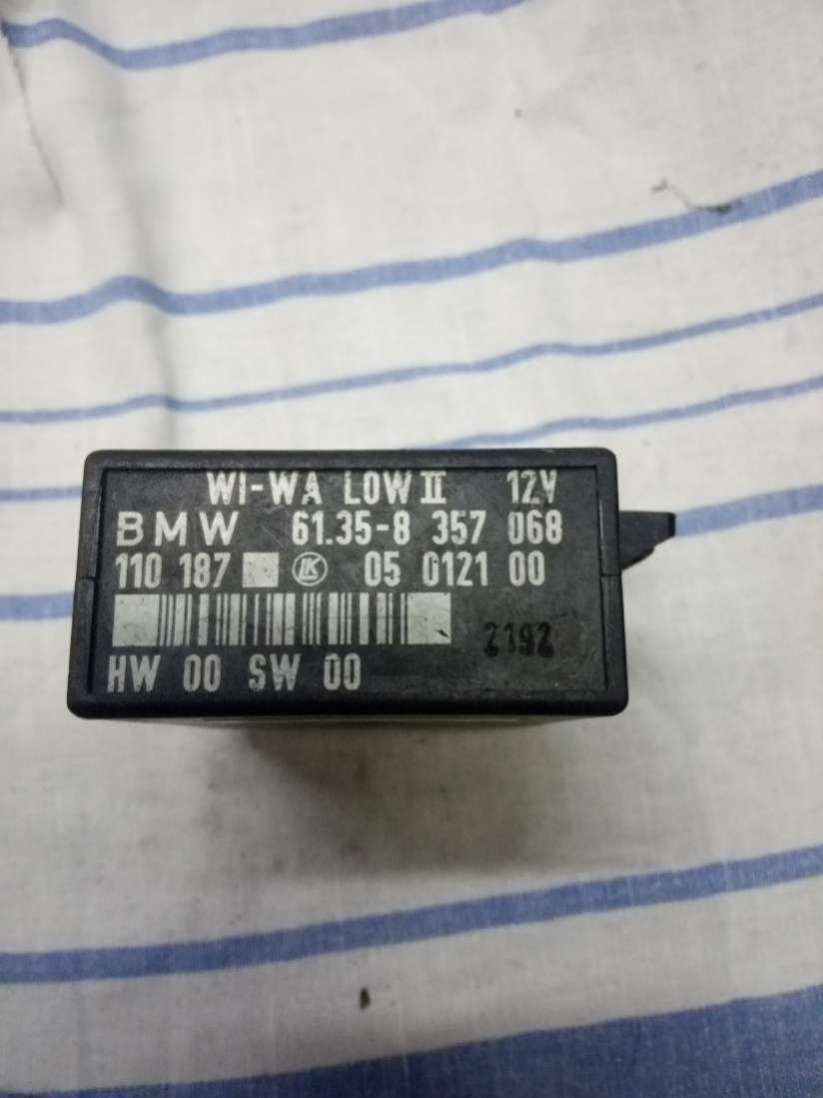 WI-WA LOW II 12V
BMW 61.35-8 357 068
110 187 LK 05 0121 00
2192
HW 00 SW 00